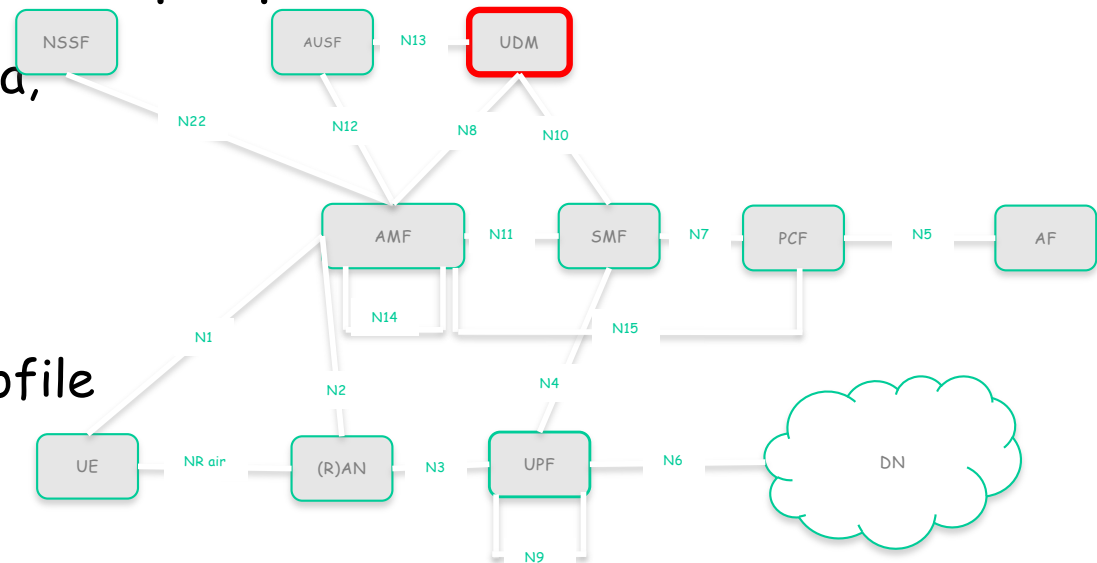 a,
ofile
NSSF
AUSF
N13
UDM
N22
N12
N8
N10
AMF
N11
SMF
N7
PCF
N5
AF
N14
N15
N1
N2
N4
UE
NR air
(R)AN
N3
UPF
N6
DN
N9